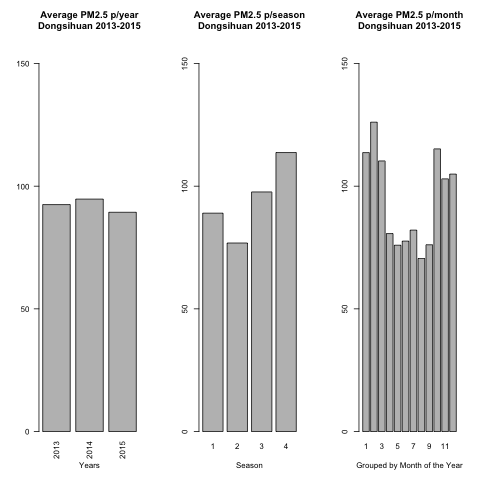 Average PM2.5 p/year
Dongsihuan 2013-2015
150
100
50
0
2013
2014
2015
Years
Average PM2.5 p/season
Dongsihuan 2013-2015
150
100
50
0
1 2 3 4
Season
Average PM2.5 p/month
Dongsihuan 2013-2015
150
100
50
0
1 3 5 7 9 11
Grouped by Month of the Year